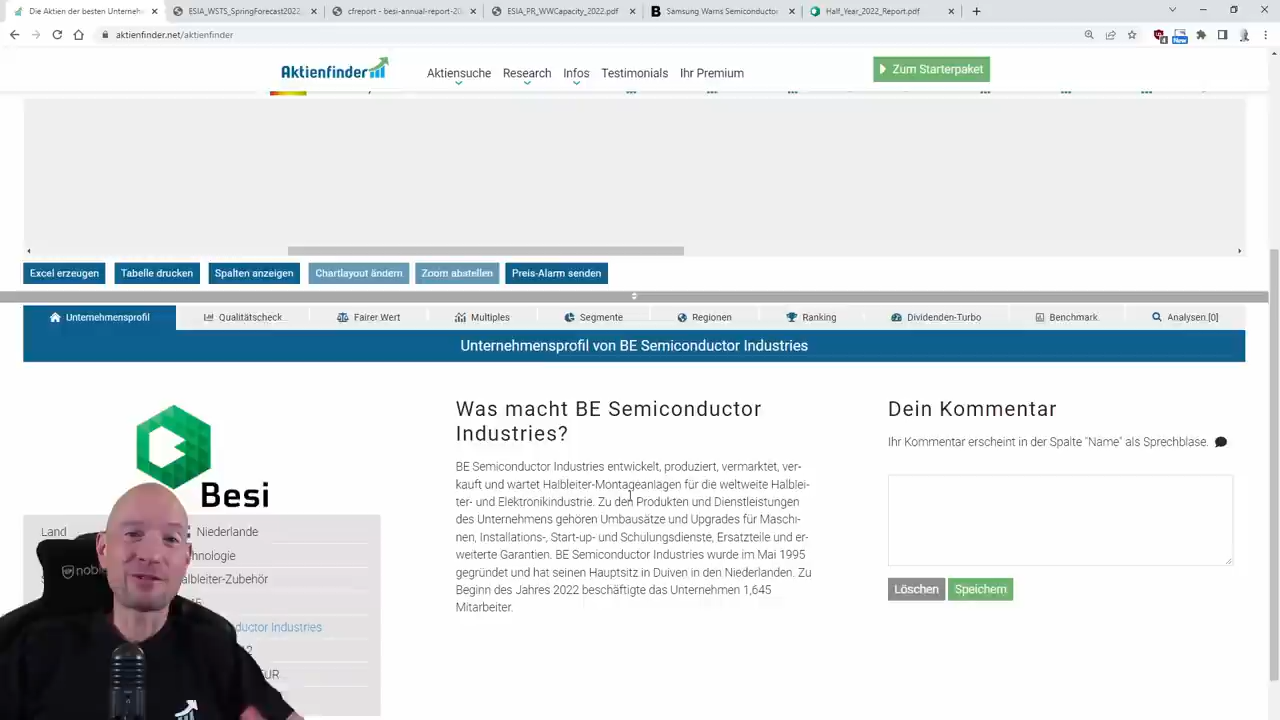 Die Aktien der besten Unterneh
ESIA_WSTS_SpringForecast2022_
cfreport - besi-annual-report-20
ESIA_PR_WWCapacity_2022.pdf
Samsung Warns Semiconductor
Half_Year_2022_Report.pdf
aktienfinder.net/aktienfinder
New
Aktienfinder
Aktiensuche
Research
Infos
Testimonials
Ihr Premium
Zum Starterpaket
Excel erzeugen
Tabelle drucken
Spalten anzeigen
Chartlayout ändern
Zoom abstellen
Preis-Alarm senden
Unternehmensprofil
Qualitätscheck
Fairer Wert
Multiples
Segmente
Regionen
Ranking
Dividenden-Turbo
Benchmark
Analysen [0]
Unternehmensprofil von BE Semiconductor Industries
Besi
Land
Niederlande
hnologie
albleiter-Zubehör
ductor Industries
UR
nobl
Was macht BE Semiconductor
Industries?
BE Semiconductor Industries entwickelt, produziert, vermarktet, ver-
kauft und wartet Halbleiter-Montageanlagen für die weltweite Halblei-
ter- und Elektronikindustrie. Zu den Produkten und Dienstleistungen
des Unternehmens gehören Umbausätze und Upgrades für Maschi-
nen, Installations-, Start-up- und Schulungsdienste, Ersatzteile und er-
weiterte Garantien. BE Semiconductor Industries wurde im Mai 1995
gegründet und hat seinen Hauptsitz in Duiven in den Niederlanden. Zu
Beginn des Jahres 2022 beschäftigte das Unternehmen 1,645
Mitarbeiter.
Dein Kommentar
Ihr Kommentar erscheint in der Spalte "Name" als Sprechblase.
Löschen
Speichern